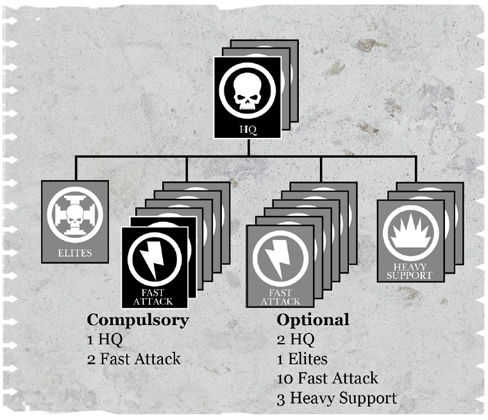 HQ
ELITES
FAST
ATTACK
FAST
ATTACK
HEAVY
SUPPORT
Compulsory
1 HQ
2 Fast Attack
Optional
2 HQ
1 Elites
10 Fast Attack
3 Heavy Support